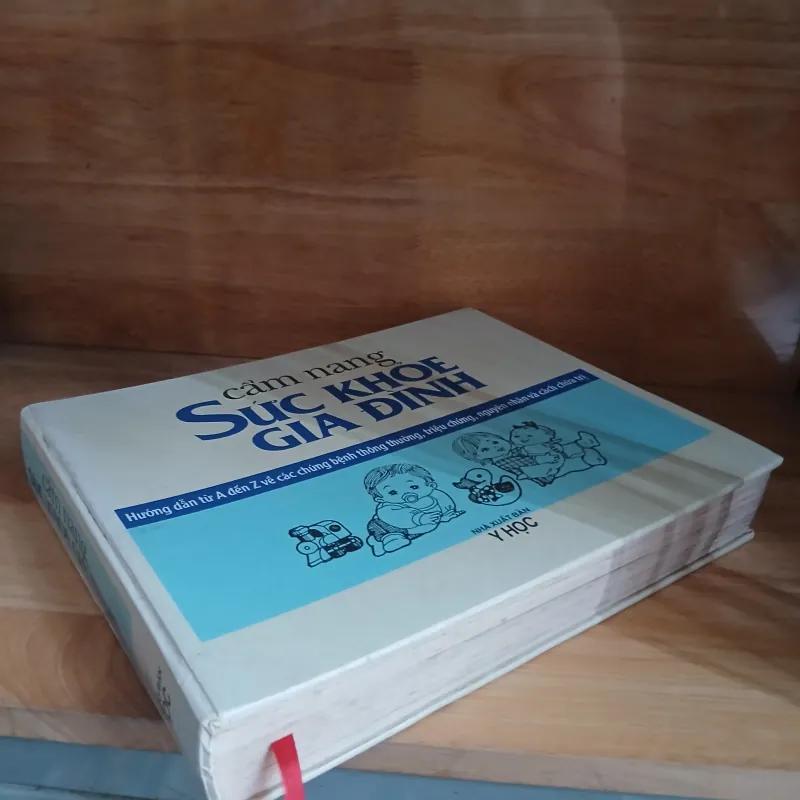 cẩm nang
SỨC KHỎE
GIA ĐÌNH
Hướng dẫn từ A đến Z về các chứng bệnh thông thường, triệu chứng, nguyên nhân và cách chữa trị
NHÀ XUẤT BẢN
Y HỌC